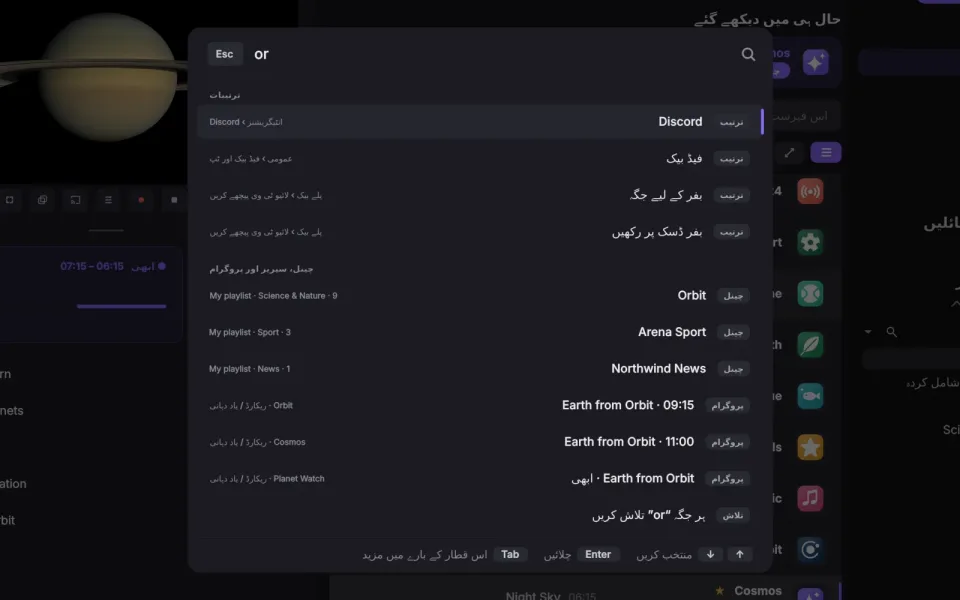 حال ہی میں دیکھے گئے
Esc or
ترتیبات
ترتیب Discord انٹیگریشنز › Discord
ترتیب فیڈ بیک عمومی › فیڈ بیک اور ٹپ
ترتیب بفر کے لیے جگہ پلے بیک › لائیو ٹی وی پیچھے کریں
ترتیب بفر ڈسک پر رکھیں پلے بیک › لائیو ٹی وی پیچھے کریں
چینل، سیریز اور پروگرام
چینل Orbit My playlist · Science & Nature · 9
چینل Arena Sport My playlist · Sport · 3
چینل Northwind News My playlist · News · 1
پروگرام Earth from Orbit · 09:15 ریکارڈ / یاد دہانی · Orbit
پروگرام Earth from Orbit · 11:00 ریکارڈ / یاد دہانی · Cosmos
پروگرام Earth from Orbit · ابھی ریکارڈ / یاد دہانی · Planet Watch
تلاش ہر جگہ “or” تلاش کریں
منتخب کریں Enter چلائیں Tab اس قطار کے بارے میں مزید
ابھی 06:15 – 07:15
اس فہرست
شامل کردہ
Cosmos
Night Sky 06:15